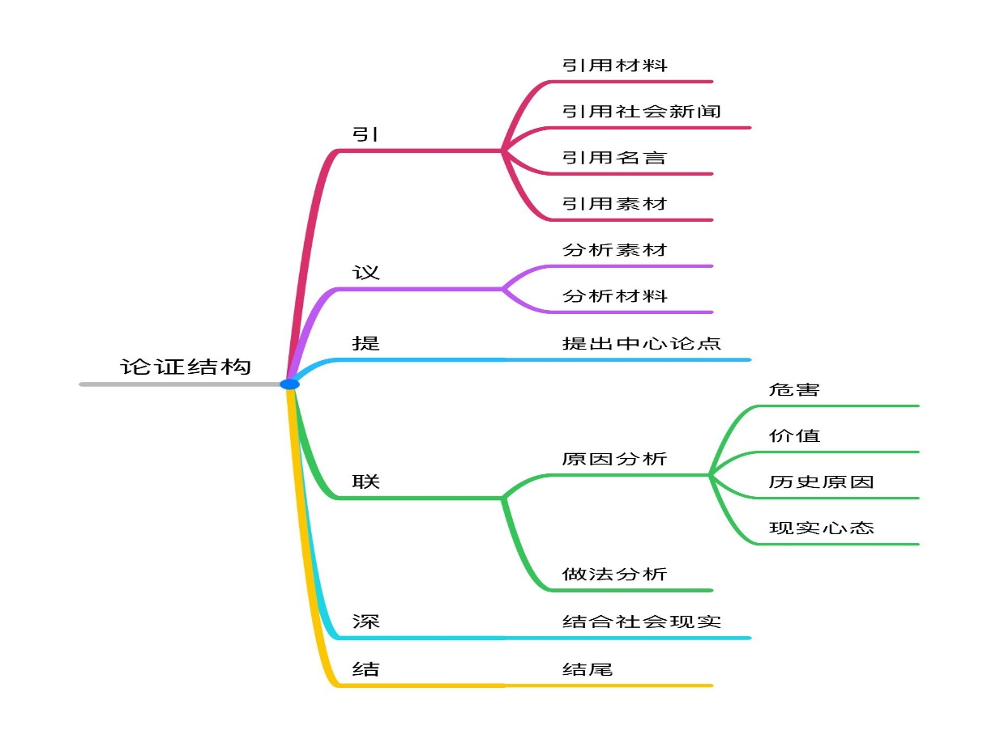 论证结构
引
引用材料
引用社会新闻
引用名言
引用素材
议
分析素材
分析材料
提
提出中心论点
联
原因分析
危害
价值
历史原因
现实心态
做法分析
深
结合社会现实
结
结尾